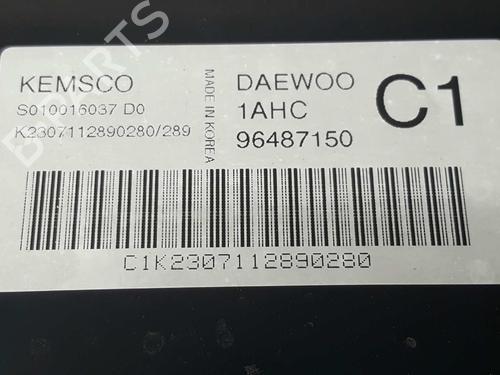 KEMSCO
S010016037 D0
K2307112890280/289
MADE IN KOREA
DAEWOO
1AHC
96487150
C1
C1K2307112890280